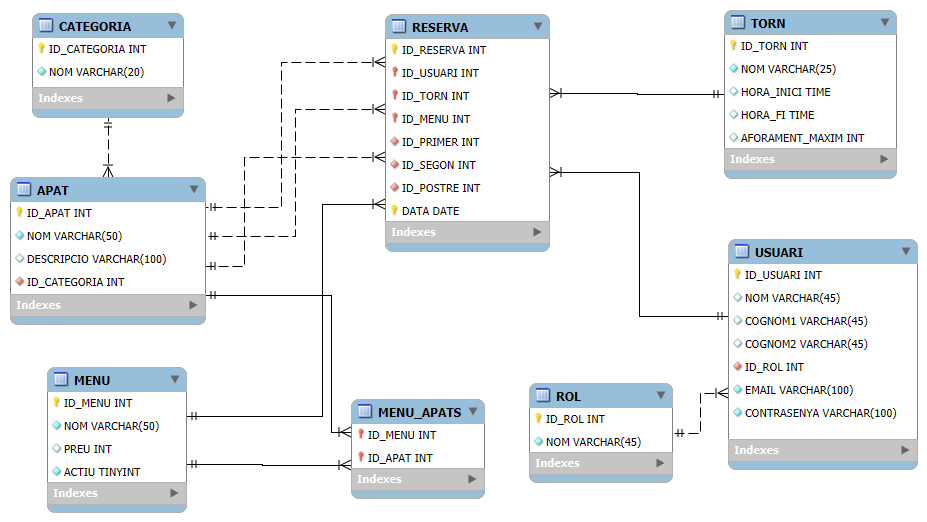 CATEGORIA
ID_CATEGORIA INT
NOM VARCHAR(20)
Indexes
RESERVA
ID_RESERVA INT
ID_USUARI INT
ID_TORN INT
ID_MENU INT
ID_PRIMER INT
ID_SEGON INT
ID_POSTRE INT
DATA DATE
Indexes
TORN
ID_TORN INT
NOM VARCHAR(25)
HORA_INICI TIME
HORA_FI TIME
AFORAMENT_MAXIM INT
Indexes
APAT
ID_APAT INT
NOM VARCHAR(50)
DESCRIPCIO VARCHAR(100)
ID_CATEGORIA INT
Indexes
USUARI
ID_USUARI INT
NOM VARCHAR(45)
COGNOM1 VARCHAR(45)
COGNOM2 VARCHAR(45)
ID_ROL INT
EMAIL VARCHAR(100)
CONTRASENYA VARCHAR(100)
Indexes
MENU
ID_MENU INT
NOM VARCHAR(50)
PREU INT
ACTIU TINYINT
Indexes
MENU_APATS
ID_MENU INT
ID_APAT INT
Indexes
ROL
ID_ROL INT
NOM VARCHAR(45)
Indexes